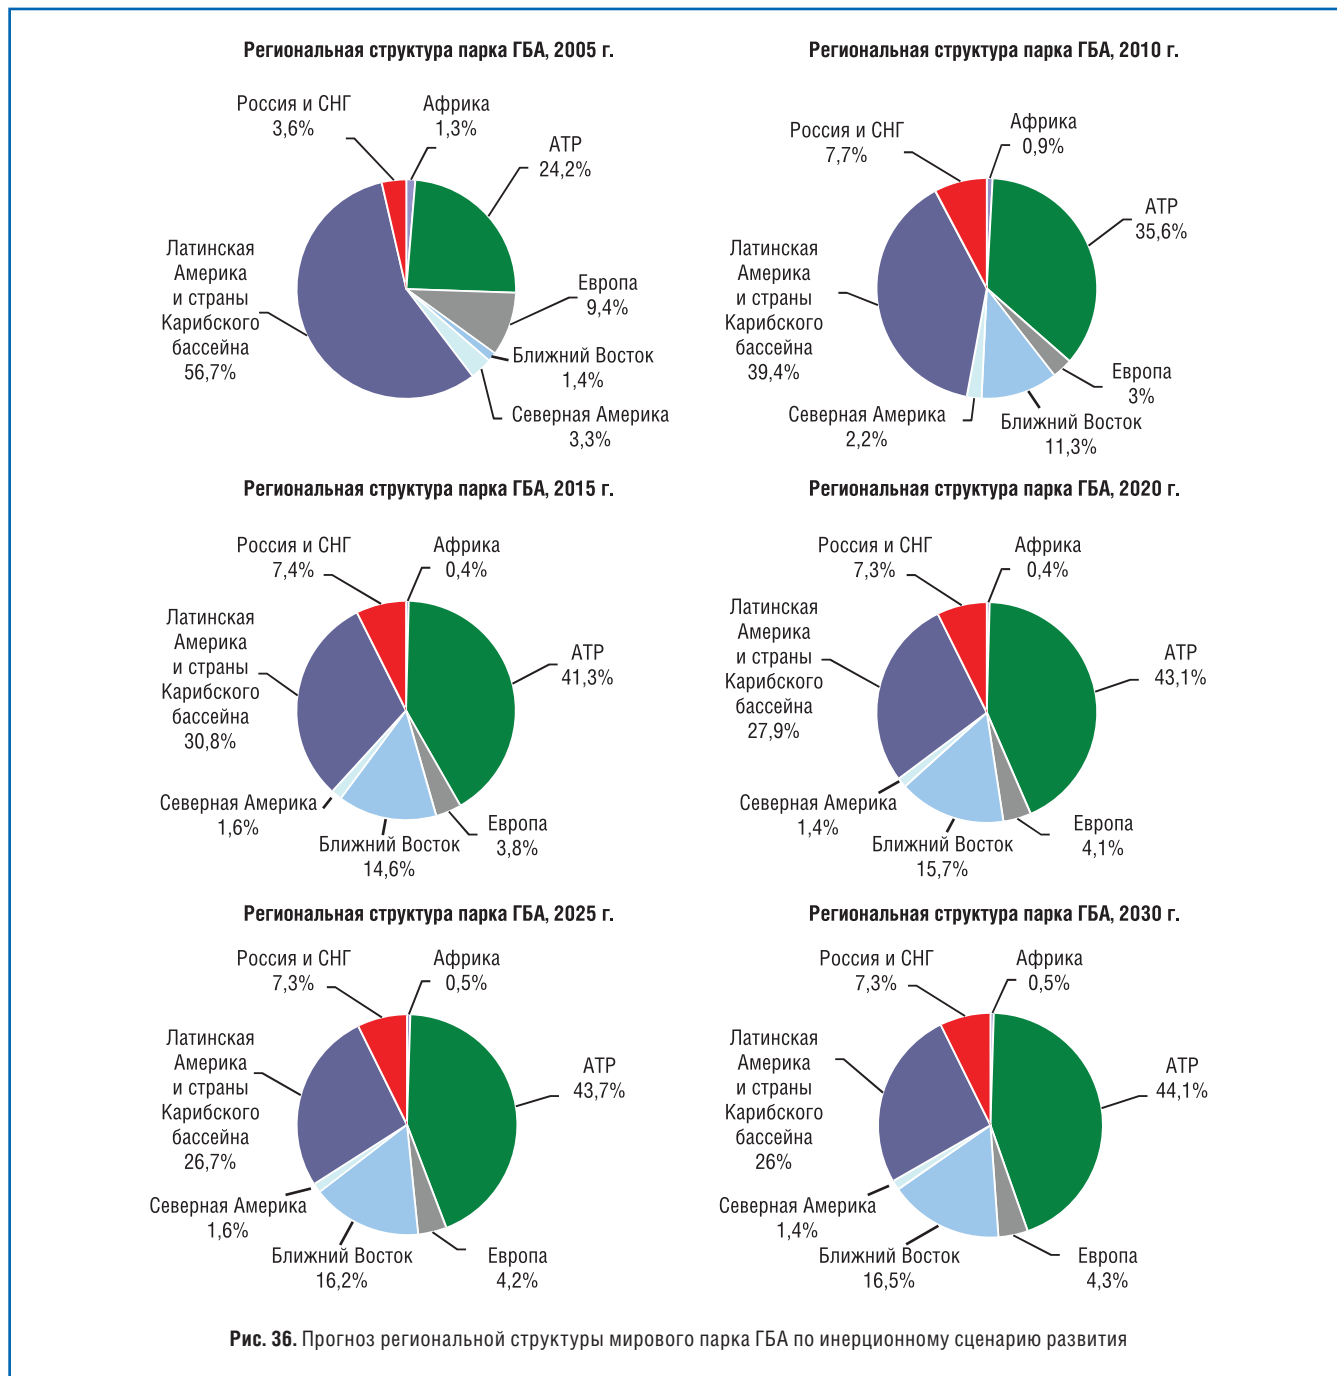 Региональная структура парка ГБА, 2005 г.
Россия и СНГ
3,6%
Африка
1,3%
АТР
24,2%
Европа
9,4%
Ближний Восток
1,4%
Северная Америка
3,3%
Латинская
Америка
и страны
Карибского
бассейна
56,7%
Региональная структура парка ГБА, 2010 г.
Россия и СНГ
7,7%
Африка
0,9%
АТР
35,6%
Европа
3%
Ближний Восток
11,3%
Северная Америка
2,2%
Латинская
Америка
и страны
Карибского
бассейна
39,4%
Региональная структура парка ГБА, 2015 г.
Россия и СНГ
7,4%
Африка
0,4%
АТР
41,3%
Европа
3,8%
Ближний Восток
14,6%
Северная Америка
1,6%
Латинская
Америка
и страны
Карибского
бассейна
30,8%
Региональная структура парка ГБА, 2020 г.
Россия и СНГ
7,3%
Африка
0,4%
АТР
43,1%
Европа
4,1%
Ближний Восток
15,7%
Северная Америка
1,4%
Латинская
Америка
и страны
Карибского
бассейна
27,9%
Региональная структура парка ГБА, 2025 г.
Россия и СНГ
7,3%
Африка
0,5%
АТР
43,7%
Европа
4,2%
Ближний Восток
16,2%
Северная Америка
1,6%
Латинская
Америка
и страны
Карибского
бассейна
26,7%
Региональная структура парка ГБА, 2030 г.
Россия и СНГ
7,3%
Африка
0,5%
АТР
44,1%
Европа
4,3%
Ближний Восток
16,5%
Северная Америка
1,4%
Латинская
Америка
и страны
Карибского
бассейна
26%
Рис. 36. Прогноз региональной структуры мирового парка ГБА по инерционному сценарию развития